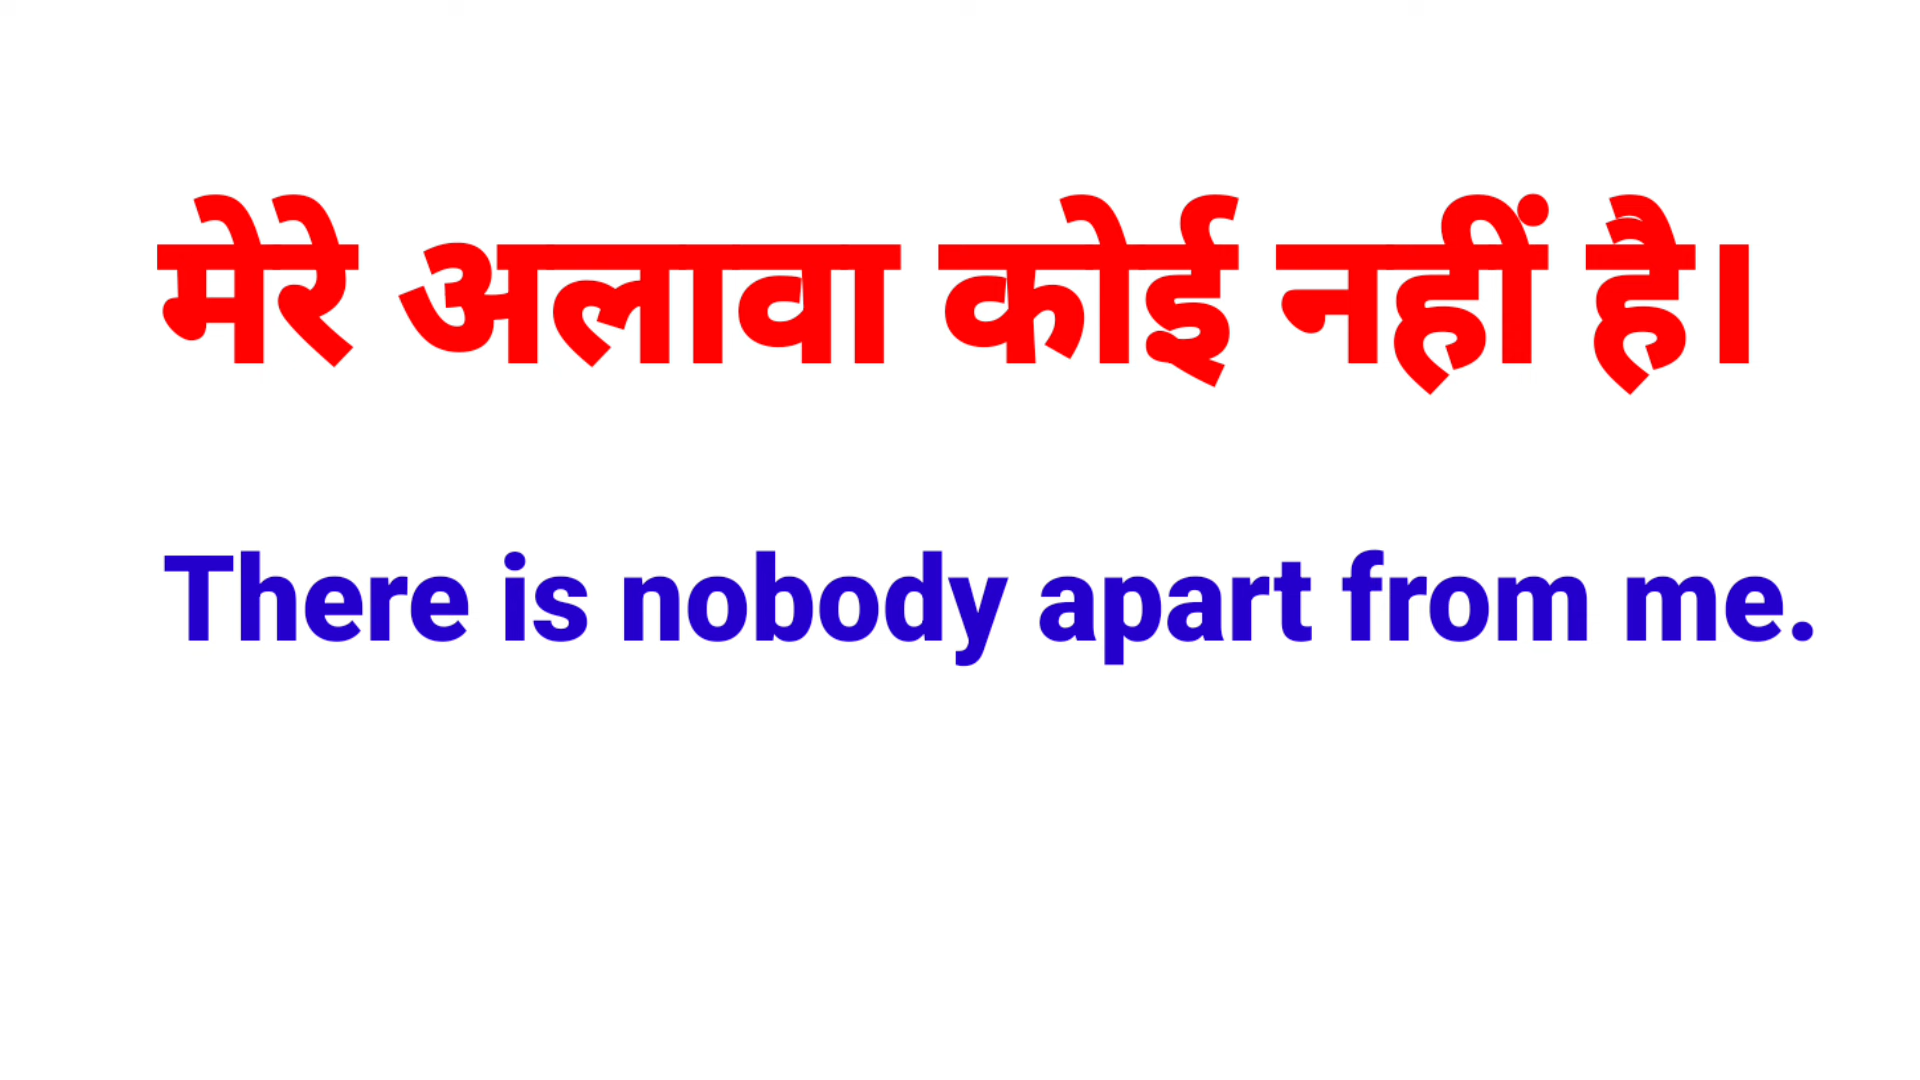 मेरे अलावा कोई नहीं है।
There is nobody apart from me.